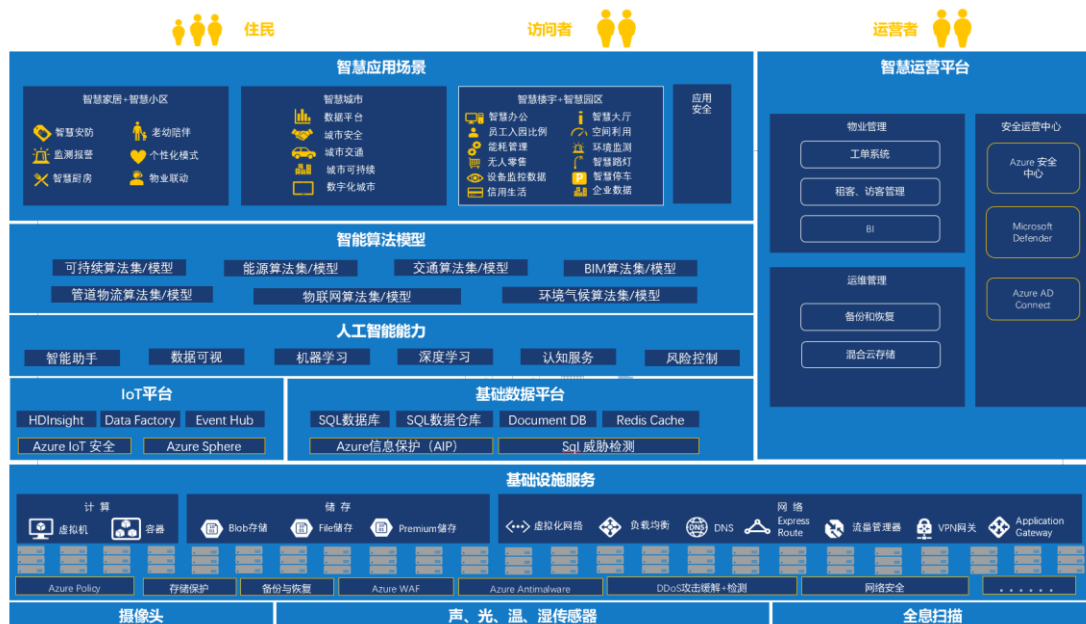 住民
访问者
运营者
智慧应用场景
智慧家居+智慧小区
智慧安防
老幼陪伴
监测报警
个性化模式
智慧厨房
物业联动
智慧城市
数据平台
城市安全
城市交通
城市可持续
数字化城市
智慧楼宇+智慧园区
智慧办公
智慧大厅
员工入园比例
空间利用
能耗管理
环境监测
无人零售
智慧路灯
设备监控数据
P
智慧停车
信用生活
企业数据
应用
安全
智慧运营平台
物业管理
工单系统
租客、访客管理
BI
运维管理
备份和恢复
混合云存储
安全运营中心
Azure 安全
中心
Microsoft
Defender
Azure AD
Connect
智能算法模型
可持续算法集/模型
能源算法集/模型
交通算法集/模型
BIM算法集/模型
管道物流算法集/模型
物联网算法集/模型
环境气候算法集/模型
人工智能能力
智能助手
数据可视
机器学习
深度学习
认知服务
风险控制
IoT平台
HDInsight
Data Factory
Event Hub
Azure IoT 安全
Azure Sphere
基础数据平台
SQL数据库
SQL数据仓库
Document DB
Redis Cache
Azure信息保护（AIP）
Sql 威胁检测
基础设施服务
计 算
虚拟机
容器
储 存
Blob存储
File储存
Premium储存
网 络
虚拟化网络
负载均衡
DNS
DNS
Express
Route
流量管理器
VPN网关
Application
Gateway
Azure Policy
存储保护
备份与恢复
Azure WAF
Azure Antimalware
DDoS攻击缓解+检测
网络安全
......
摄像头
声、光、温、湿传感器
全息扫描